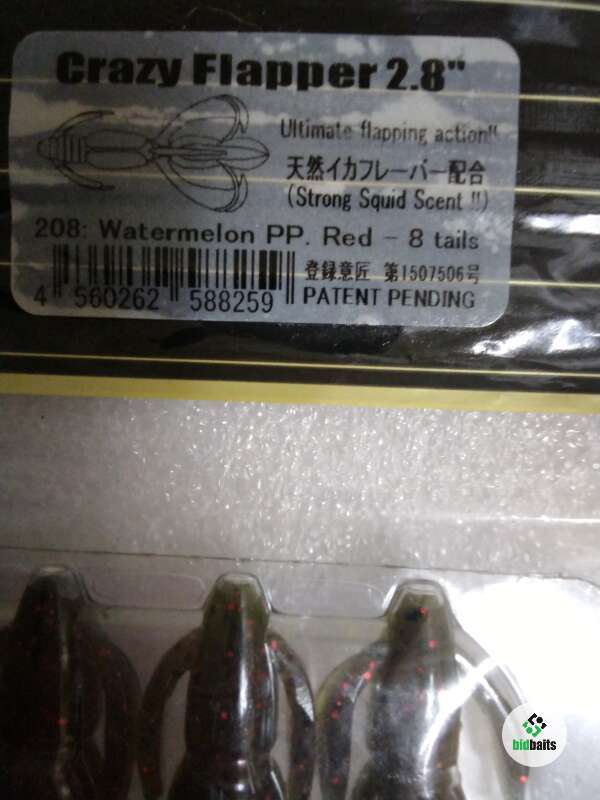 Crazy Flapper 2.8"
Ultimate flapping action!!
天然イカフレーバー配合
(Strong Squid Scent !!)
208: Watermelon PP. Red - 8 tails
登録意匠 第1507506号
4 560262 588259
PATENT PENDING
bidbaits